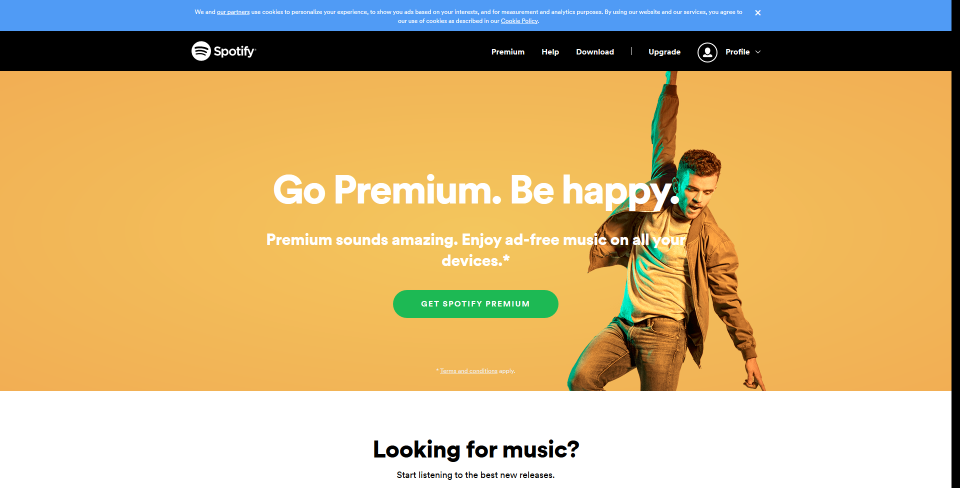 We and our partners use cookies to personalize your experience, to show you ads based on your interests, and for measurement and analytics purposes. By using our website and our services, you agree to
our use of cookies as described in our Cookie Policy.
Spotify
Premium
Help
Download
Upgrade
Profile
Go Premium. Be happy.
Premium sounds amazing. Enjoy ad-free music on all your
devices.*
GET SPOTIFY PREMIUM
* Terms and conditions apply.
Looking for music?
Start listening to the best new releases.